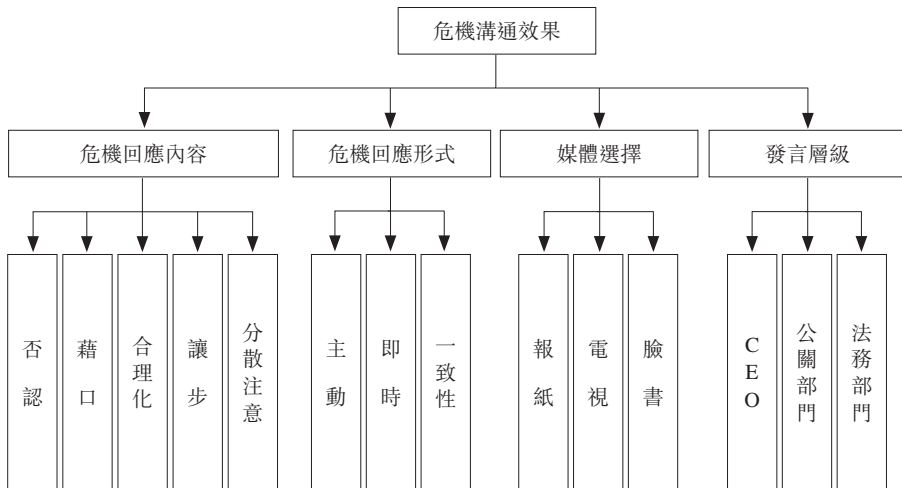 危機溝通效果
危機回應內容
危機回應形式
媒體選擇
發言層級
否認
藉口
合理化
讓步
分散注意
主動
即時
一致性
報紙
電視
臉書
CEO
公關部門
法務部門